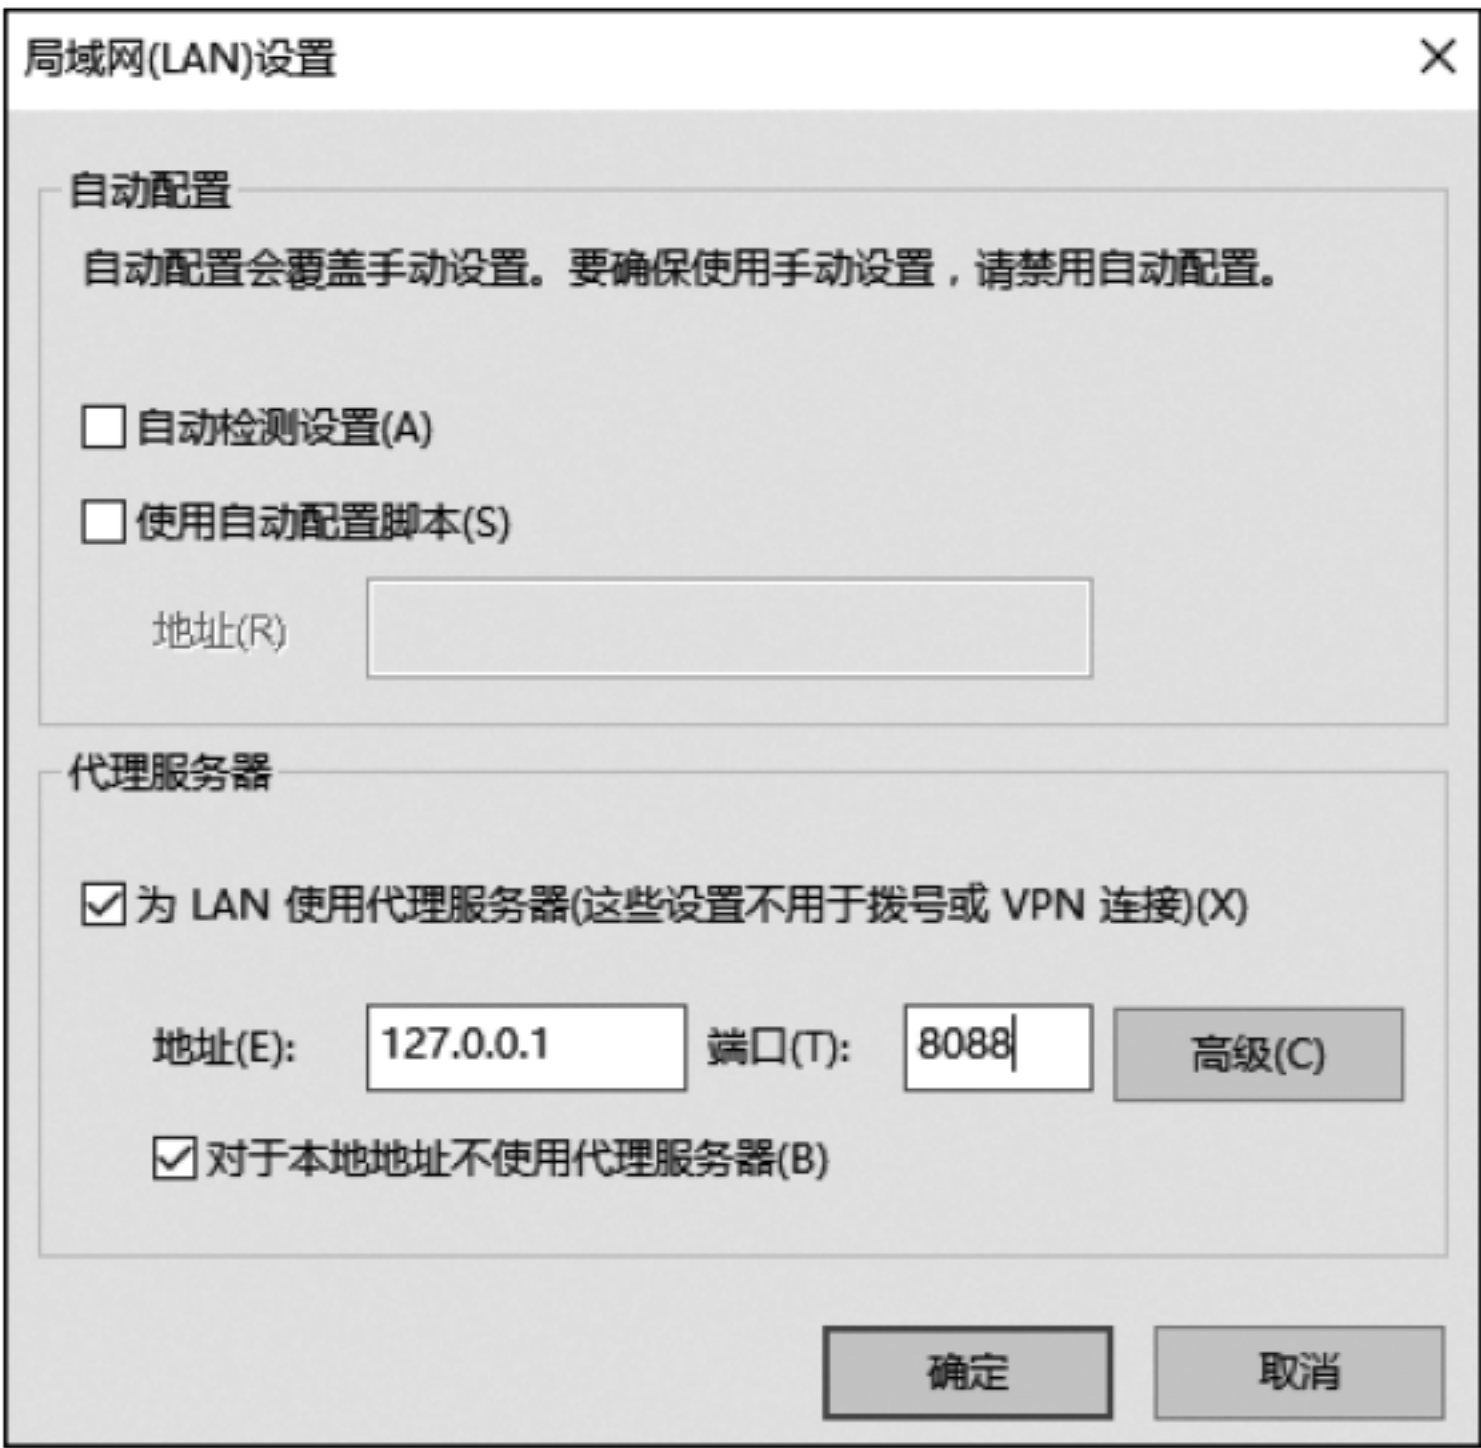 局域网(LAN)设置
自动配置
自动配置会覆盖手动设置。要确保使用手动设置，请禁用自动配置。
自动检测设置(A)
使用自动配置脚本(S)
地址(R)
代理服务器
为 LAN 使用代理服务器(这些设置不用于拨号或 VPN 连接)(X)
地址(E): 127.0.0.1 端口(T): 8088 高级(C)
对于本地地址不使用代理服务器(B)
确定 取消